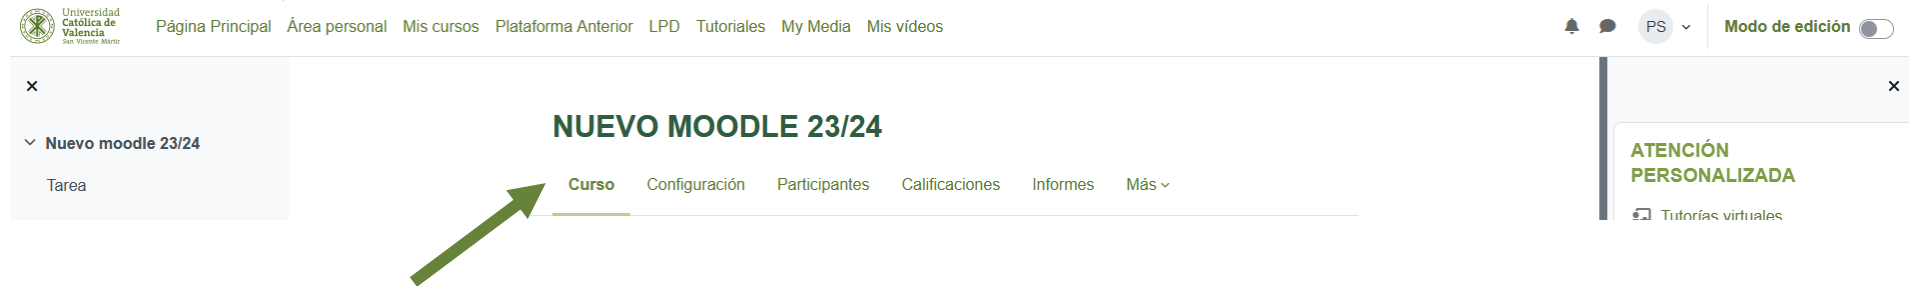 Universidad
Católica de
Valencia
San Vicente Mártir
Página Principal Área personal Mis cursos Plataforma Anterior LPD Tutoriales My Media Mis vídeos
PS
Modo de edición
Nuevo moodle 23/24
Tarea
NUEVO MOODLE 23/24
Curso Configuración Participantes Calificaciones Informes Más
ATENCIÓN
PERSONALIZADA
Tutorías virtuales